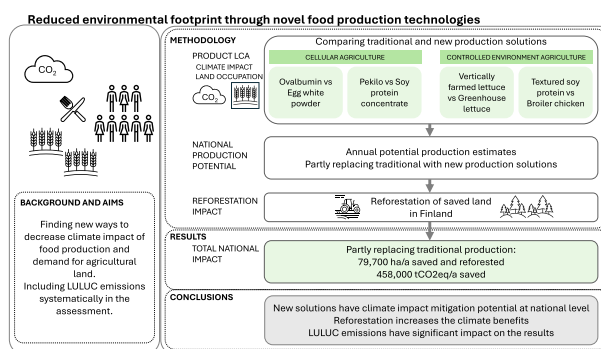 Reduced environmental footprint through novel food production technologies
CO₂
BACKGROUND AND AIMS
Finding new ways to
decrease climate impact of
food production and
demand for agricultural
land.
Including LULUC emissions
systematically in the
assessment.
METHODOLOGY
PRODUCT LCA
CLIMATE IMPACT
LAND OCCUPATION
CO₂
Comparing traditional and new production solutions
CELLULAR AGRICULTURE
Ovalbumin vs
Egg white
powder
Pekilo vs Soy
protein
concentrate
CONTROLLED ENVIRONMENT AGRICULTURE
Vertically
farmed lettuce
vs Greenhouse
lettuce
Textured soy
protein vs
Broiler chicken
NATIONAL
PRODUCTION
POTENTIAL
Annual potential production estimates
Partly replacing traditional with new production solutions
REFORESTATION
IMPACT
Reforestation of saved land
in Finland
RESULTS
TOTAL NATIONAL
IMPACT
Partly replacing traditional production:
79,700 ha/a saved and reforested
458,000 tCO2eq/a saved
CONCLUSIONS
New solutions have climate impact mitigation potential at national level
Reforestation increases the climate benefits
LULUC emissions have significant impact on the results